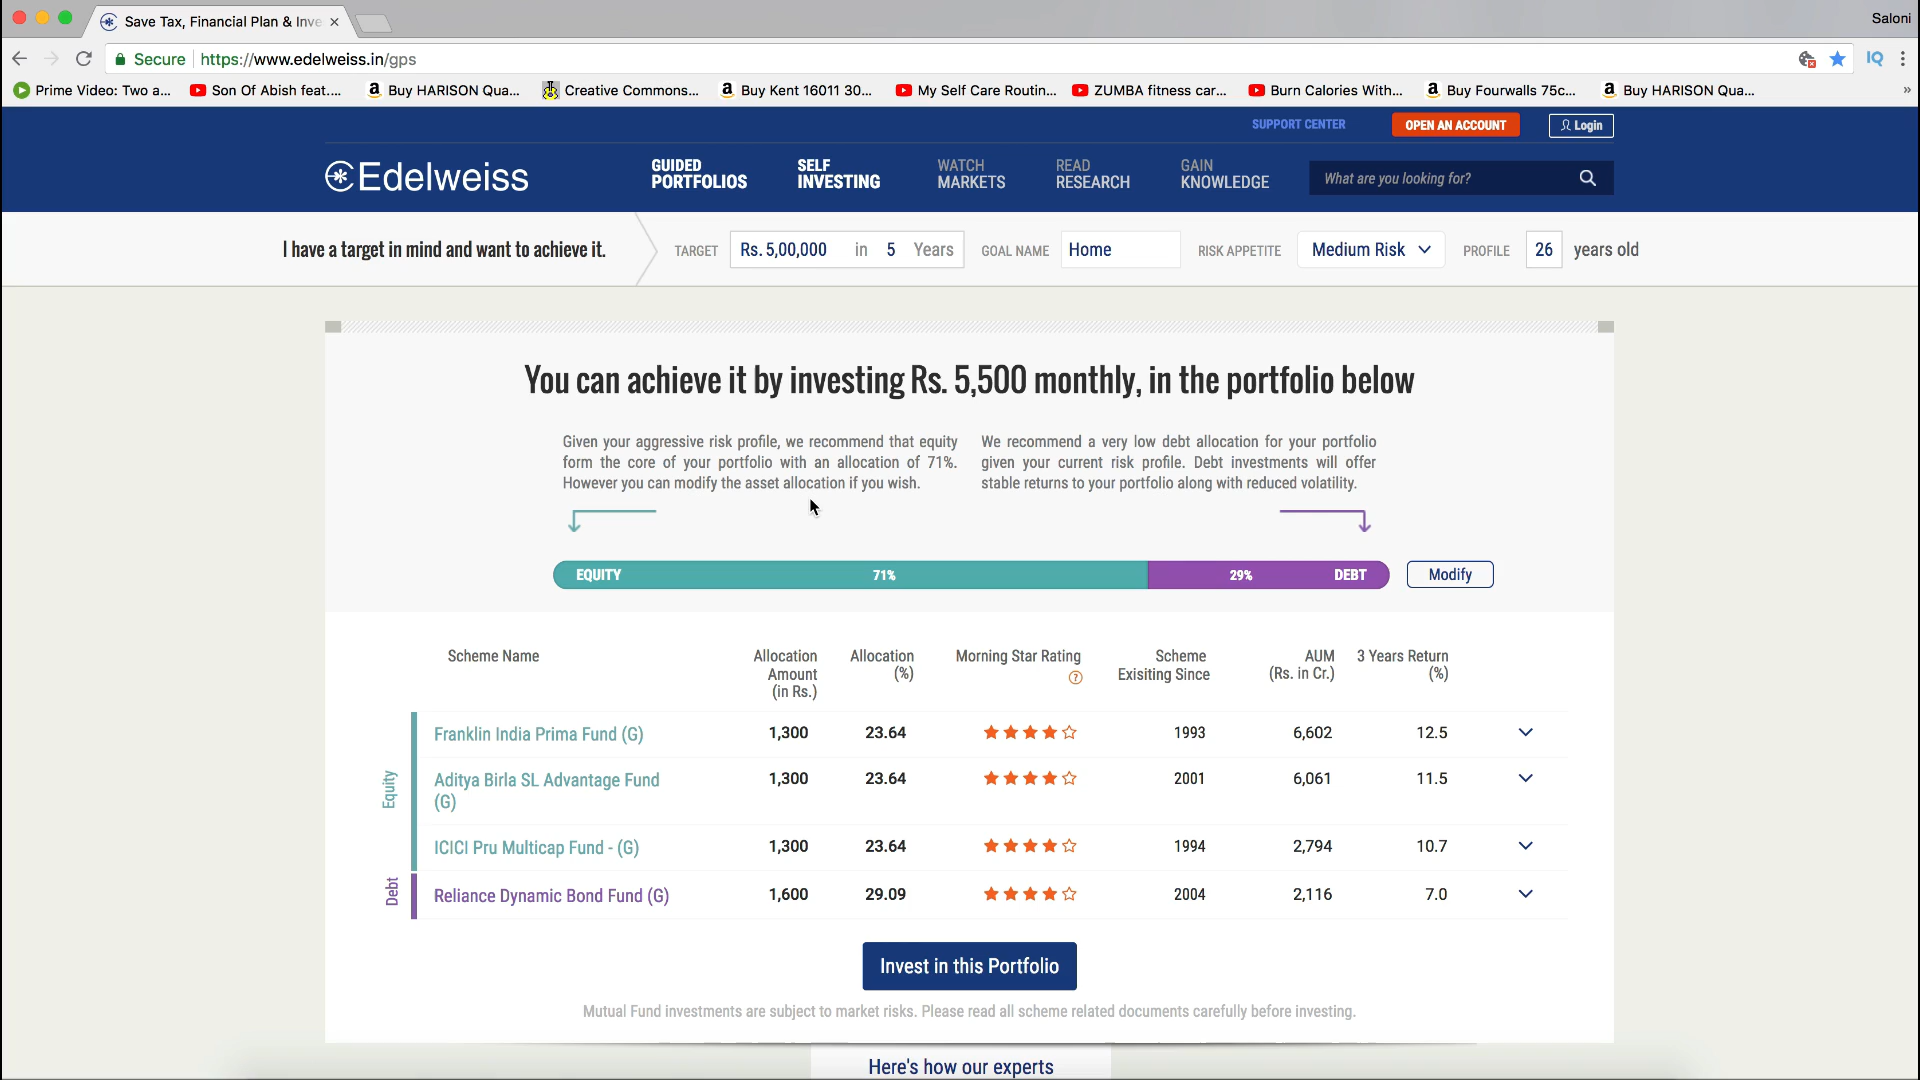 Save Tax, Financial Plan & Inve
Saloni
Secure https://www.edelweiss.in/gps
IQ
Prime Video: Two a... Son Of Abish feat.... Buy HARISON Qua... Creative Commons... Buy Kent 16011 30... My Self Care Routin... ZUMBA fitness car... Burn Calories With... Buy Fourwalls 75c... Buy HARISON Qua... »
SUPPORT CENTER OPEN AN ACCOUNT Login
Edelweiss
GUIDED PORTFOLIOS
SELF INVESTING
WATCH MARKETS
READ RESEARCH
GAIN KNOWLEDGE
What are you looking for?
I have a target in mind and want to achieve it. TARGET Rs. 5,00,000 in 5 Years GOAL NAME Home RISK APPETITE Medium Risk PROFILE 26 years old
You can achieve it by investing Rs. 5,500 monthly, in the portfolio below
Given your aggressive risk profile, we recommend that equity
form the core of your portfolio with an allocation of 71%.
However you can modify the asset allocation if you wish.
We recommend a very low debt allocation for your portfolio
given your current risk profile. Debt investments will offer
stable returns to your portfolio along with reduced volatility.
EQUITY 71% 29% DEBT Modify
Scheme Name
Allocation
Amount
(in Rs.)
Allocation
(%)
Morning Star Rating
?
Scheme
Exisiting Since
AUM
(Rs. in Cr.)
3 Years Return
(%)
Equity
Franklin India Prima Fund (G) 1,300 23.64 1993 6,602 12.5
Aditya Birla SL Advantage Fund
(G)
1,300 23.64 2001 6,061 11.5
ICICI Pru Multicap Fund - (G) 1,300 23.64 1994 2,794 10.7
Debt
Reliance Dynamic Bond Fund (G) 1,600 29.09 2004 2,116 7.0
Invest in this Portfolio
Mutual Fund investments are subject to market risks. Please read all scheme related documents carefully before investing.
Here's how our experts